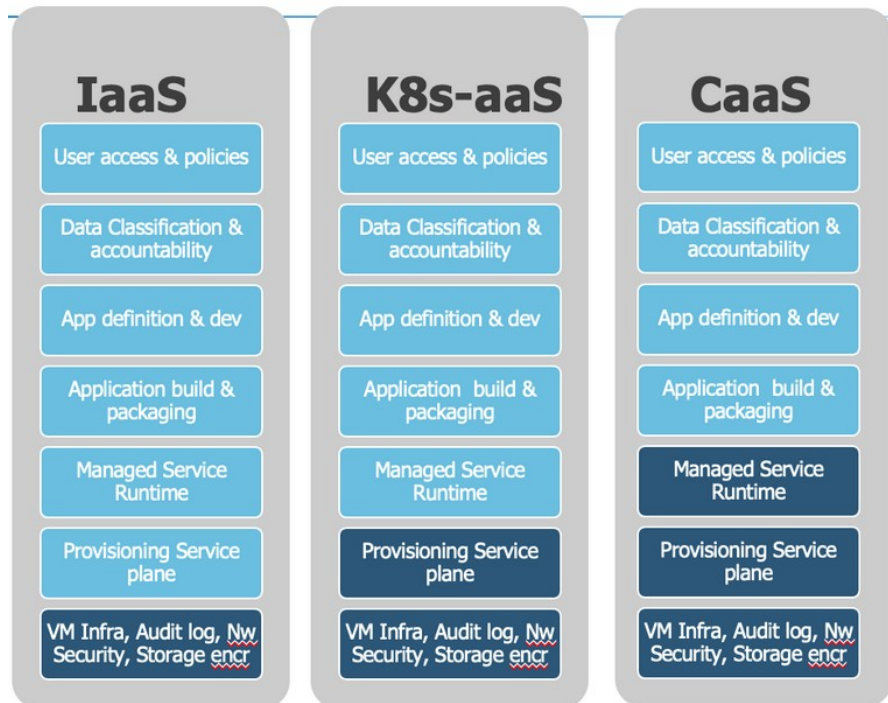 IaaS
User access & policies
Data Classification &
accountability
App definition & dev
Application build &
packaging
Managed Service
Runtime
Provisioning Service
plane
VM Infra, Audit log, Nw
Security, Storage encr
K8s-aaS
User access & policies
Data Classification &
accountability
App definition & dev
Application build &
packaging
Managed Service
Runtime
Provisioning Service
plane
VM Infra, Audit log, Nw
Security, Storage encr
CaaS
User access & policies
Data Classification &
accountability
App definition & dev
Application build &
packaging
Managed Service
Runtime
Provisioning Service
plane
VM Infra, Audit log, Nw
Security, Storage encr